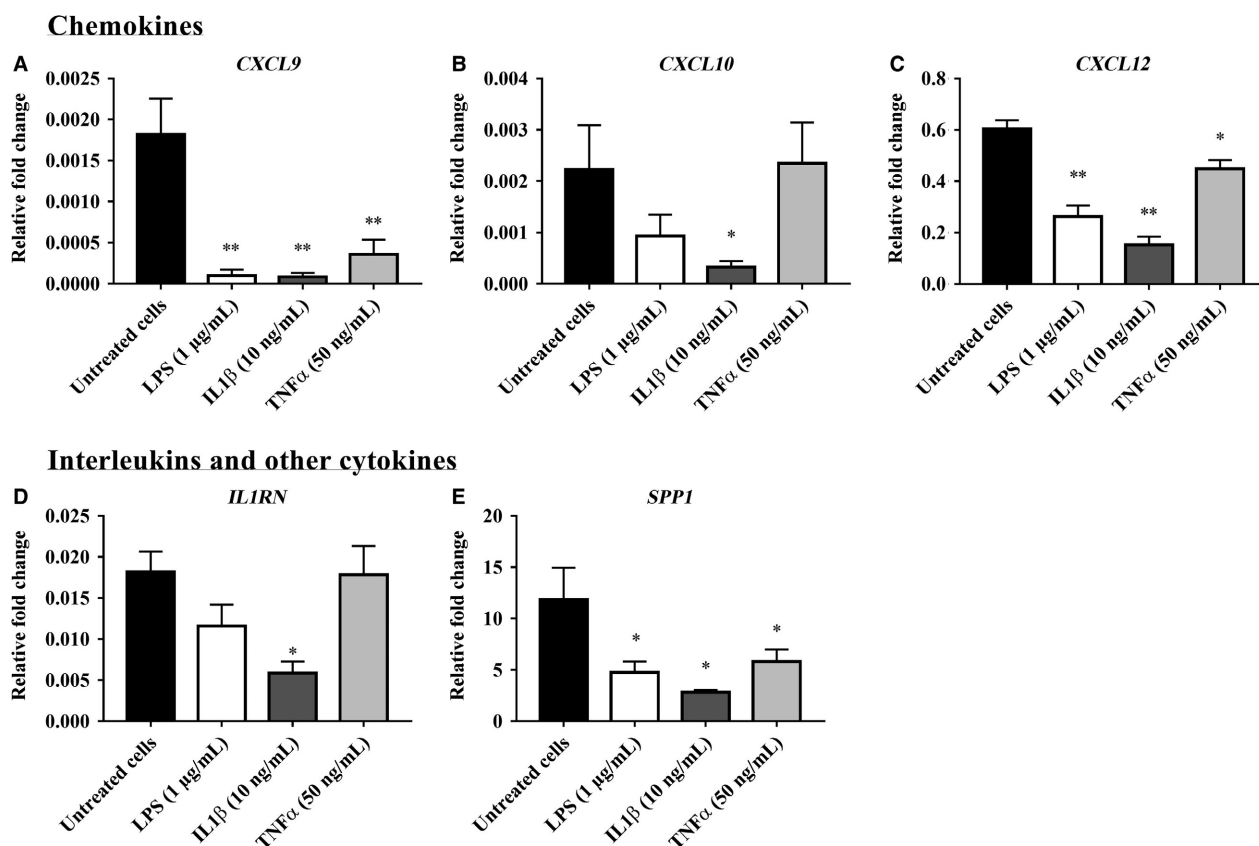 Chemokines
A
CXCL9
Relative fold change
0.0025
0.0020
0.0015
0.0010
0.0005
0.0000
**
**
**
Untreated cells
LPS (1 µg/mL)
IL1β (10 ng/mL)
TNFα (50 ng/mL)
B
CXCL10
Relative fold change
0.004
0.003
0.002
0.001
0.000
*
Untreated cells
LPS (1 µg/mL)
IL1β (10 ng/mL)
TNFα (50 ng/mL)
C
CXCL12
Relative fold change
0.8
0.6
0.4
0.2
0.0
**
**
*
Untreated cells
LPS (1 µg/mL)
IL1β (10 ng/mL)
TNFα (50 ng/mL)
Interleukins and other cytokines
D
IL1RN
Relative fold change
0.025
0.020
0.015
0.010
0.005
0.000
*
Untreated cells
LPS (1 µg/mL)
IL1β (10 ng/mL)
TNFα (50 ng/mL)
E
SPP1
Relative fold change
20
15
10
5
0
*
*
*
Untreated cells
LPS (1 µg/mL)
IL1β (10 ng/mL)
TNFα (50 ng/mL)